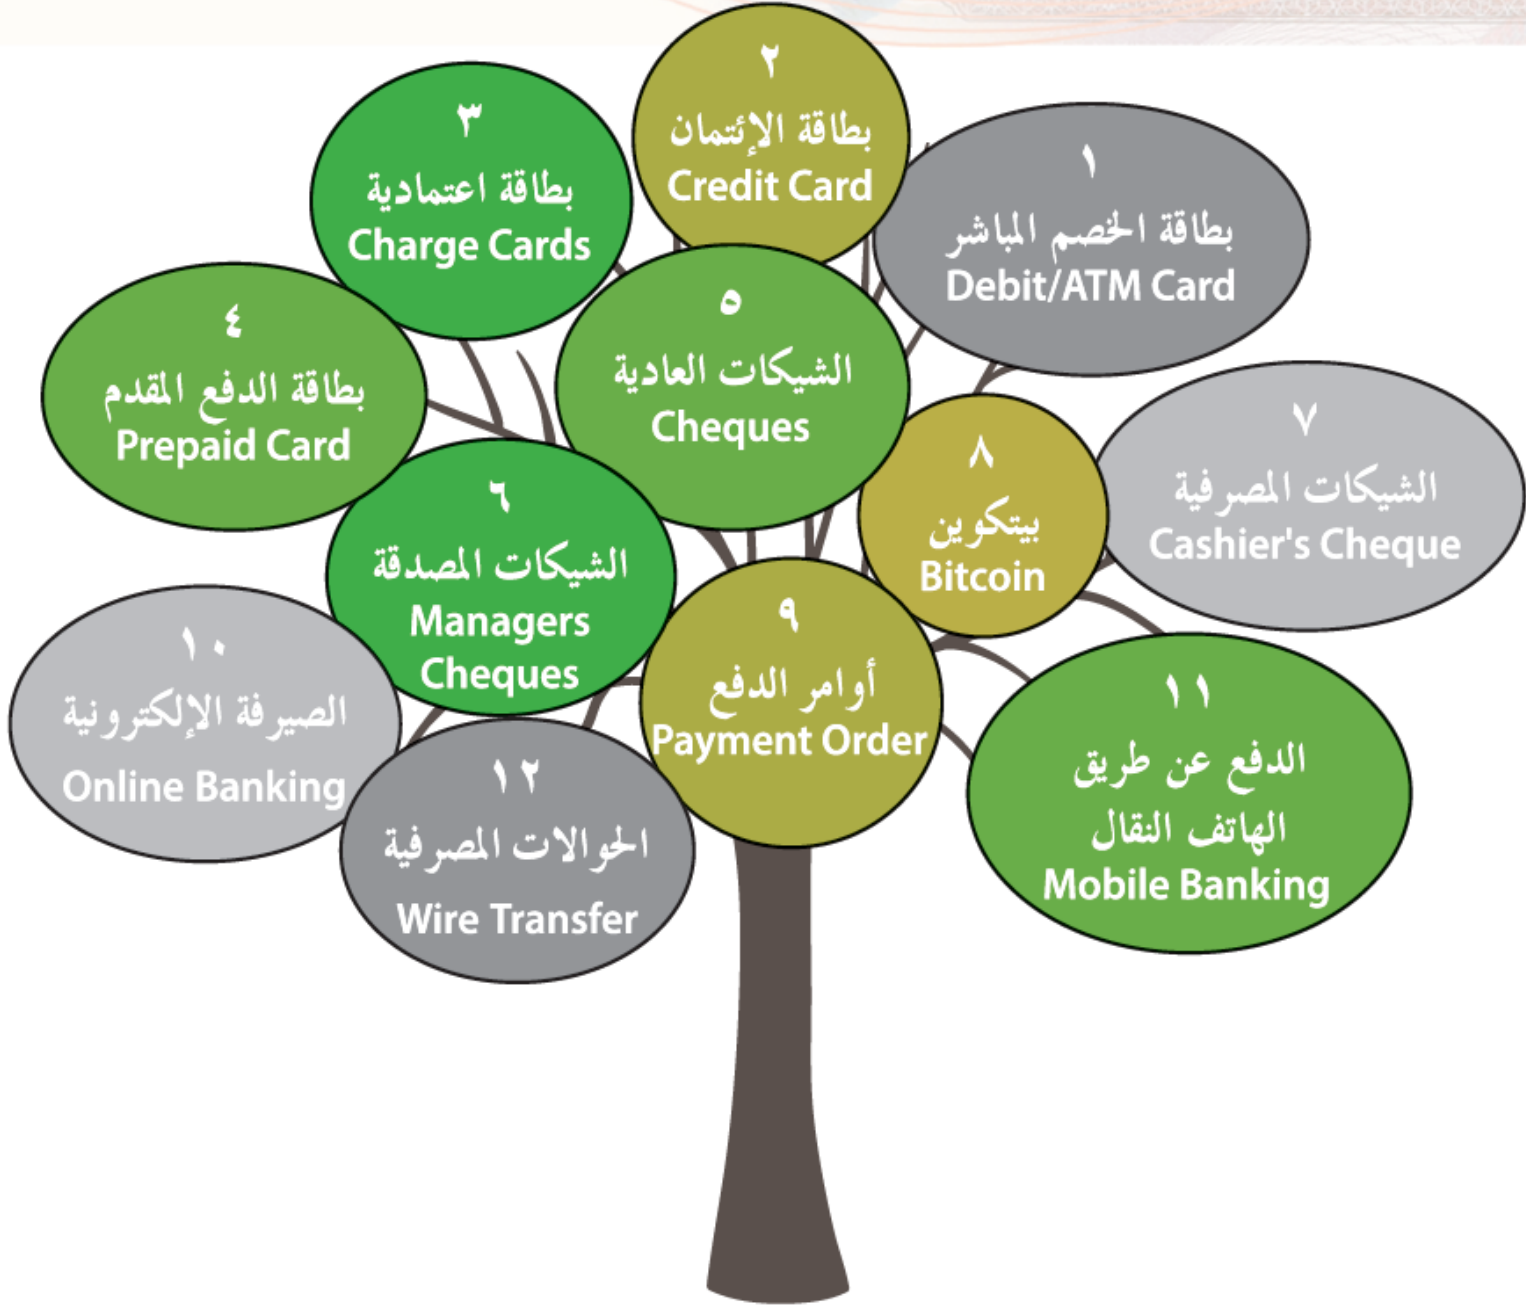 ١
بطاقة الخصم المباشر
Debit/ATM Card
٢
بطاقة الإئتمان
Credit Card
٣
بطاقة اعتمادية
Charge Cards
٤
بطاقة الدفع المقدم
Prepaid Card
٥
الشيكات العادية
Cheques
٦
الشيكات المصدقة
Managers
Cheques
٧
الشيكات المصرفية
Cashier's Cheque
٨
بيتكوين
Bitcoin
٩
أوامر الدفع
Payment Order
١٠
الصيرفة الإلكترونية
Online Banking
١١
الدفع عن طريق
الهاتف النقال
Mobile Banking
١٢
الحوالات المصرفية
Wire Transfer